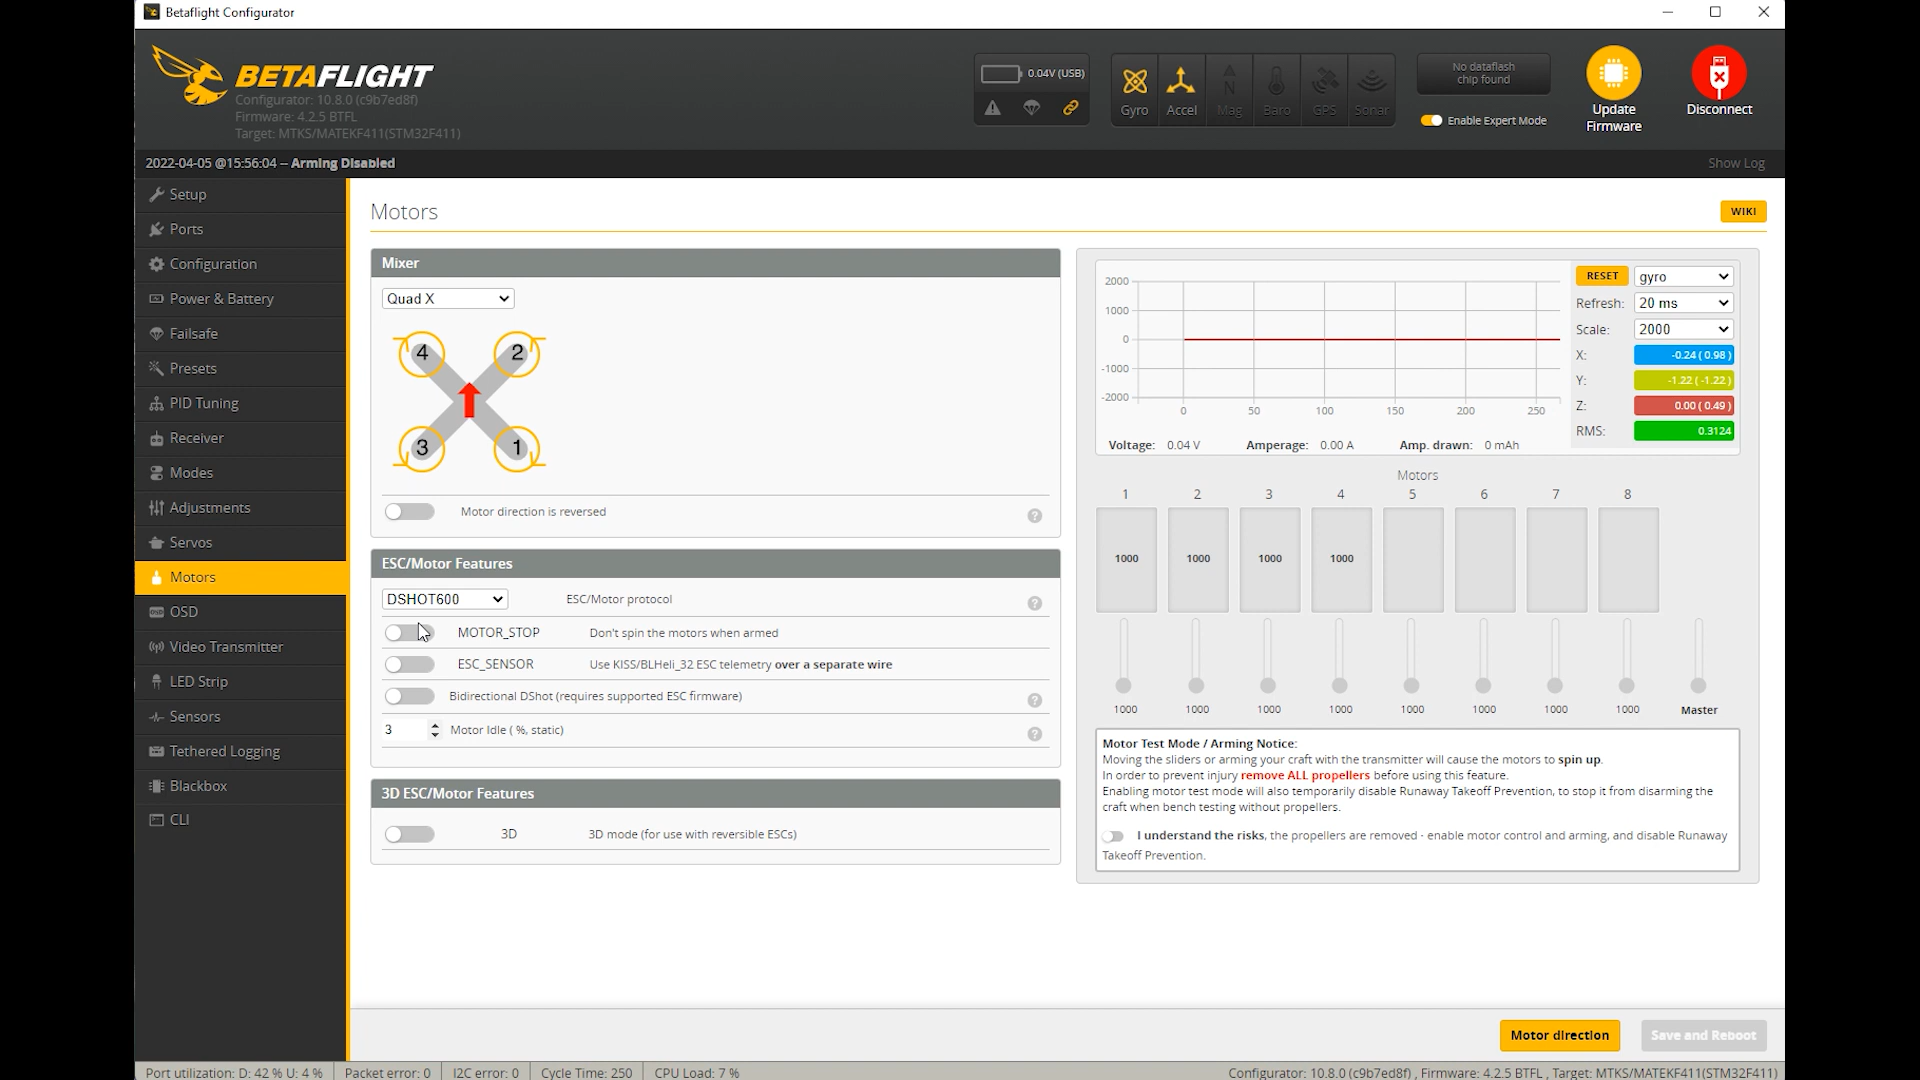 Betaflight Configurator
BETAFLIGHT
Configurator: 10.8.0 (c9b7ed8f)
Firmware: 4.2.5 BTFL
Target: MTKS/MATEKF411(STM32F411)
0.04V (USB)
Gyro
Accel
Mag
Baro
GPS
Sonar
No dataflash
chip found
Enable Expert Mode
Update
Firmware
Disconnect
2022-04-05 @15:56:04 -- Arming Disabled
Show Log
Setup
Ports
Configuration
Power & Battery
Failsafe
Presets
PID Tuning
Receiver
Modes
Adjustments
Servos
Motors
OSD
Video Transmitter
LED Strip
Sensors
Tethered Logging
Blackbox
CLI
Motors
WIKI
Mixer
Quad X
4
2
3
1
Motor direction is reversed
?
ESC/Motor Features
DSHOT600
ESC/Motor protocol
?
MOTOR_STOP
Don't spin the motors when armed
ESC_SENSOR
Use KISS/BLHeli_32 ESC telemetry over a separate wire
Bidirectional DShot (requires supported ESC firmware)
?
3
Motor Idle ( %, static)
?
3D ESC/Motor Features
3D
3D mode (for use with reversible ESCs)
2000
1000
0
-1000
-2000
0 50 100 150 200 250
RESET
gyro
Refresh: 20 ms
Scale: 2000
X: -0.24 ( 0.98 )
Y: -1.22 ( -1.22 )
Z: 0.00 ( 0.49 )
RMS: 0.3124
Voltage: 0.04 V Amperage: 0.00 A Amp. drawn: 0 mAh
Motors
1 2 3 4 5 6 7 8
1000 1000 1000 1000
1000 1000 1000 1000 1000 1000 1000 1000 Master
Motor Test Mode / Arming Notice:
Moving the sliders or arming your craft with the transmitter will cause the motors to spin up.
In order to prevent injury remove ALL propellers before using this feature.
Enabling motor test mode will also temporarily disable Runaway Takeoff Prevention, to stop it from disarming the
craft when bench testing without propellers.
I understand the risks, the propellers are removed - enable motor control and arming, and disable Runaway
Takeoff Prevention.
Motor direction
Save and Reboot
Port utilization: D: 42 % U: 4 % Packet error: 0 I2C error: 0 Cycle Time: 250 CPU Load: 7 %
Configurator: 10.8.0 (c9b7ed8f) , Firmware: 4.2.5 BTFL , Target: MTKS/MATEKF411(STM32F411)